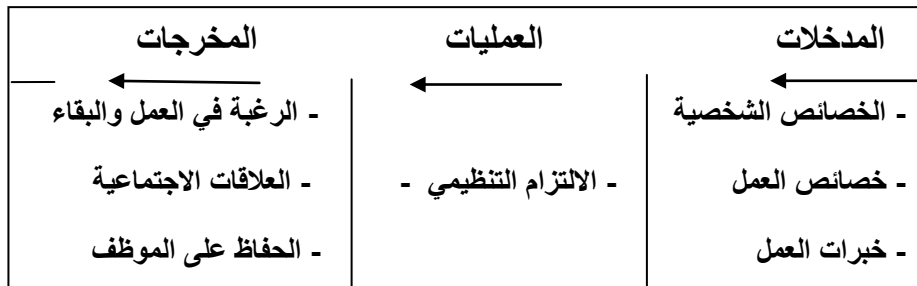 المدخلات
العمليات
المخرجات
- الخصائص الشخصية
- الرغبة في العمل والبقاء
- خصائص العمل
- الالتزام التنظيمي -
- العلاقات الاجتماعية
- خبرات العمل
- الحفاظ على الموظف